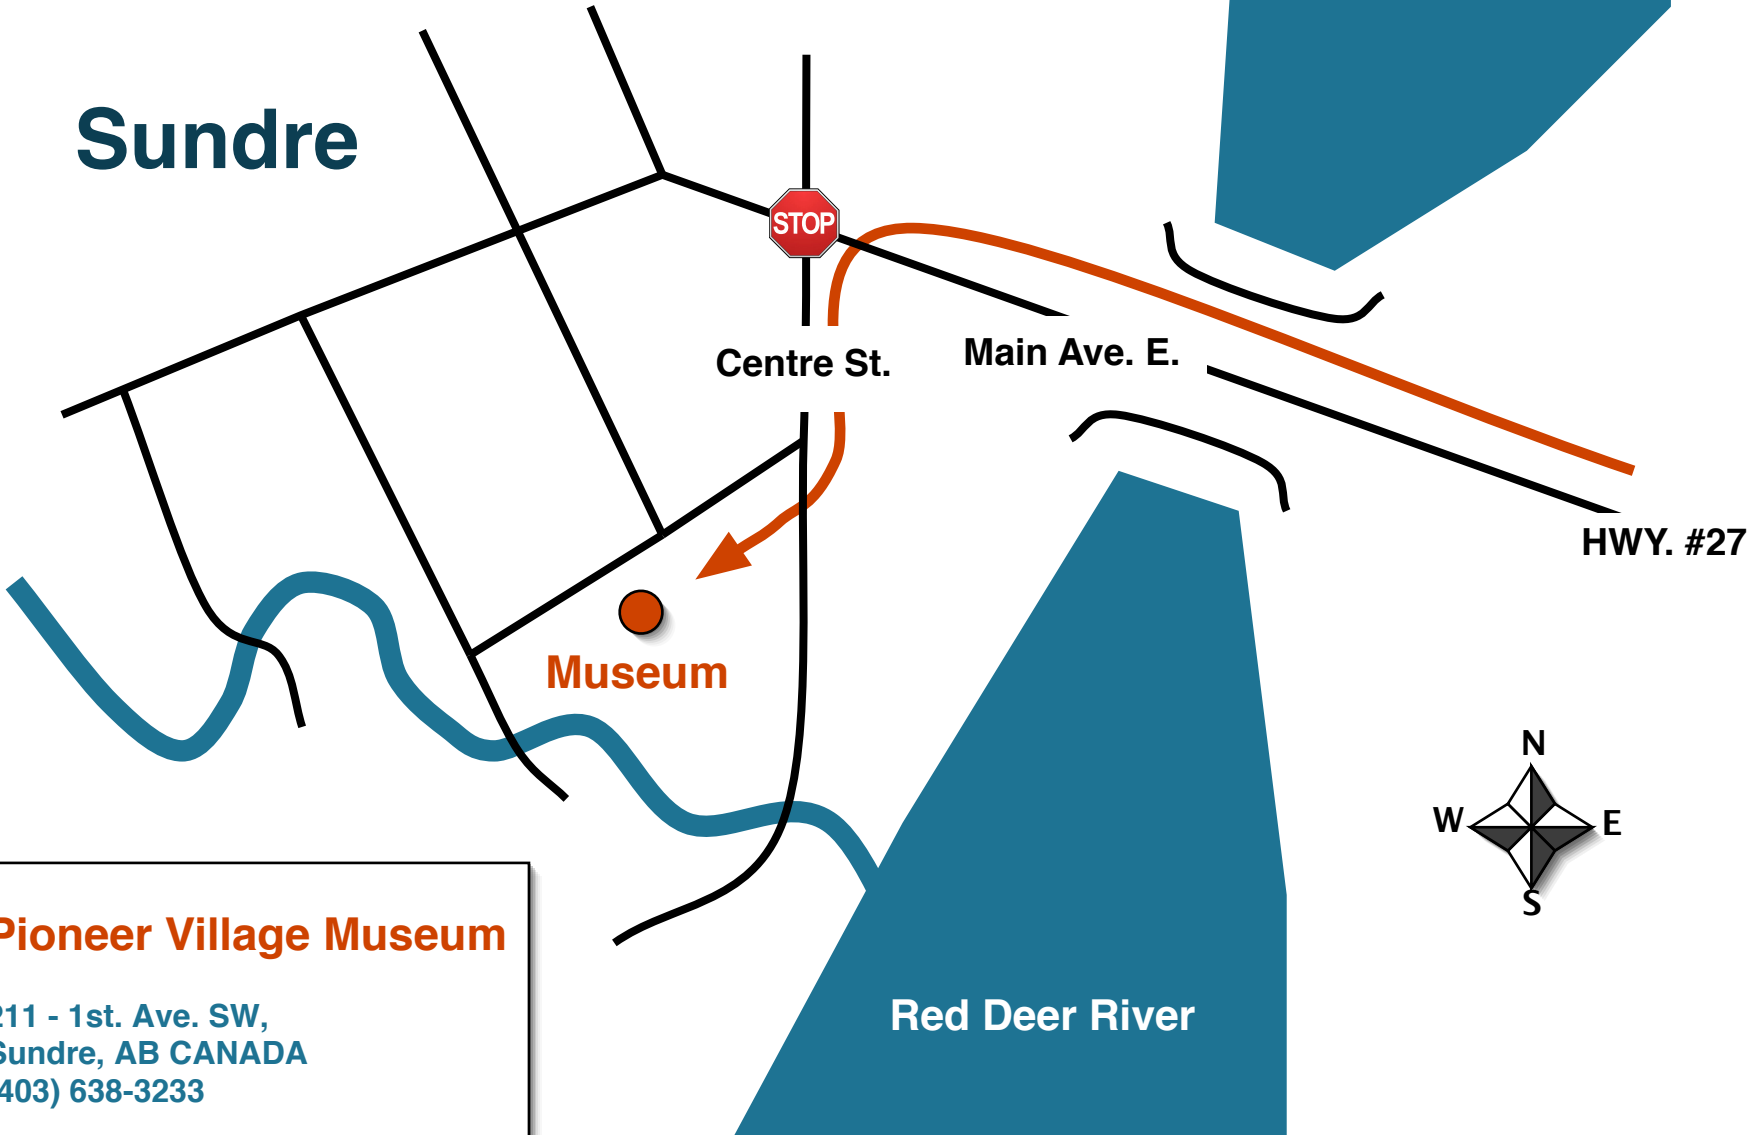 Sundre
STOP
Centre St.
Main Ave. E.
HWY. #27
Museum
N
W
E
S
Pioneer Village Museum
211 - 1st. Ave. SW,
Sundre, AB CANADA
(403) 638-3233
Red Deer River